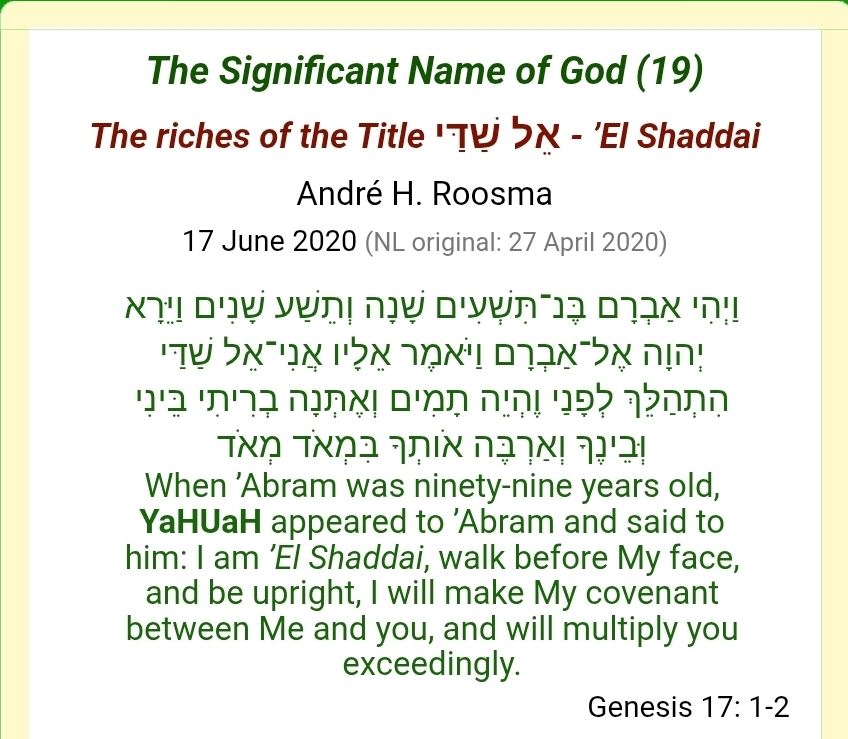 The Significant Name of God (19)
The riches of the Title אֵל שַׁדַּי - ’El Shaddai
André H. Roosma
17 June 2020 (NL original: 27 April 2020)
וַיְהִי אַבְרָם בֶּנ־תִּשְׁעִים שָׁנָה וְתֵשַׁע שָׁנִים וַיֵּרָא
יְהוָה אֶל־אַבְרָם וַיֹּאמֶר אֵלָיו אֲנִי־אֵל שַׁדַּי
הִתְהַלֵּךְ לְפָנַי וֶהְיֵה תָמִים וְאֶתְּנָה בְרִיתִי בֵּינִי
וּבֵינֶךָ וְאַרְבֶּה אוֹתְךָ בִּמְאֹד מְאֹד
When ’Abram was ninety-nine years old,
YaHUaH appeared to ’Abram and said to
him: I am ’El Shaddai, walk before My face,
and be upright, I will make My covenant
between Me and you, and will multiply you
exceedingly.
Genesis 17: 1-2